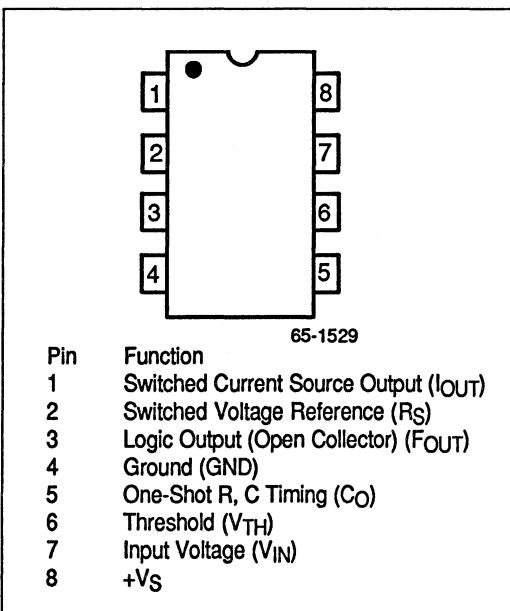 1 8
2 7
3 6
4 5
65-1529
Pin Function
1 Switched Current Source Output (IOUT)
2 Switched Voltage Reference (RS)
3 Logic Output (Open Collector) (FOUT)
4 Ground (GND)
5 One-Shot R, C Timing (CO)
6 Threshold (VTH)
7 Input Voltage (VIN)
8 +VS